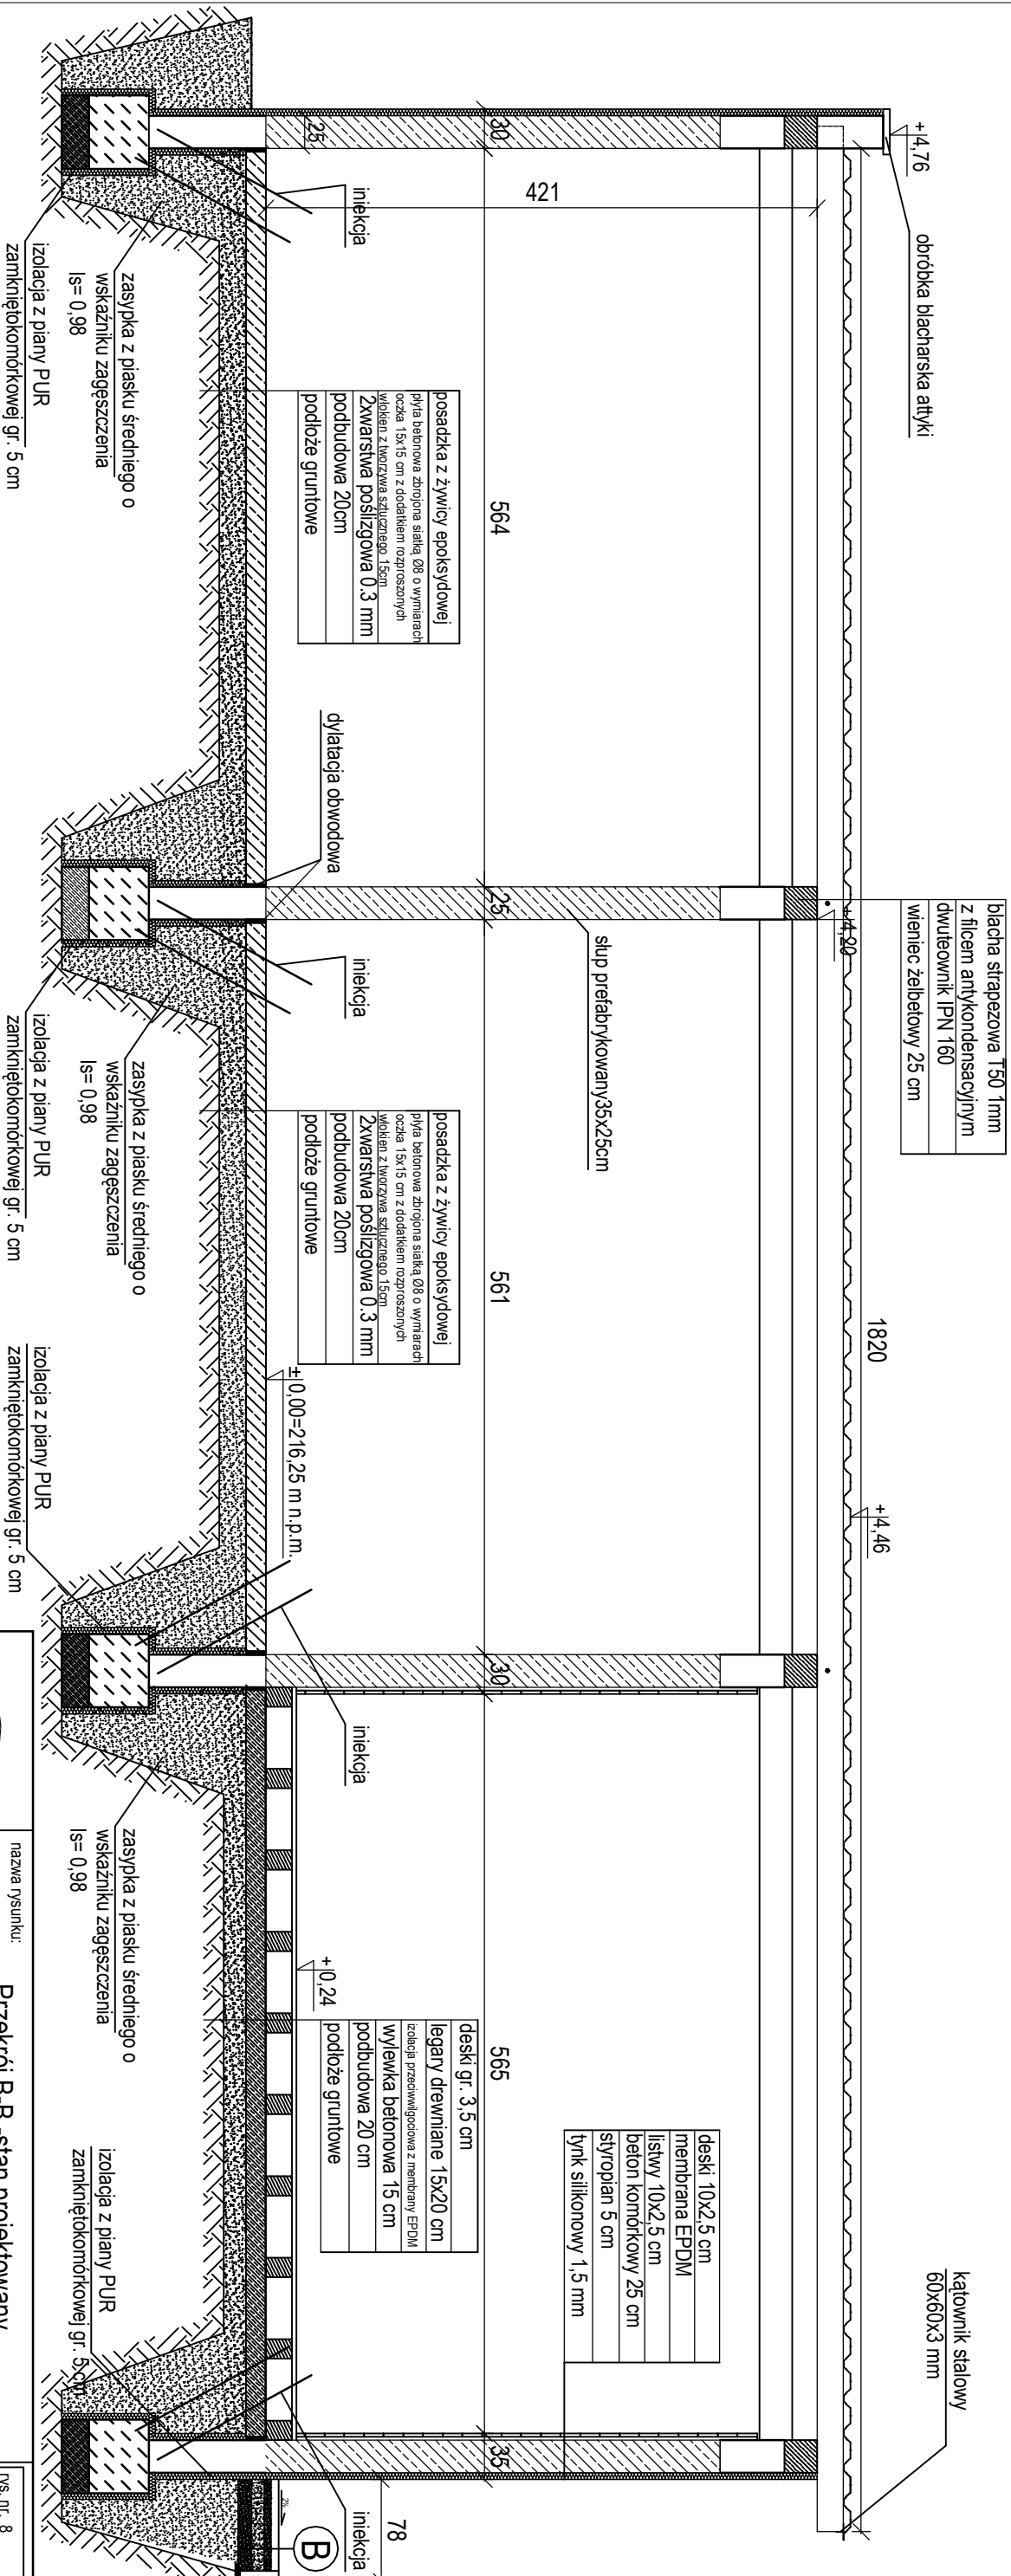 +4,76
obróbka blacharska attyki
blacha strapezowa T50 1mm
z filcem antykondensacyjnym
dwuteownik IPN 160
wieniec żelbetowy 25 cm
+4,20
1820
+4,46
kątownik stalowy
60x60x3 mm
421
30
25
564
25
561
30
565
35
78
słup prefabrykowany35x25cm
deski 10x2,5 cm
membrana EPDM
listwy 10x2,5 cm
beton komórkowy 25 cm
styropian 5 cm
tynk silikonowy 1,5 mm
iniekcja
posadzka z żywicy epoksydowej
płyta betonowa zbrojona siatką Ø8 o wymiarach
oczka 15x15 cm z dodatkiem rozproszonych
włókien z tworzywa sztucznego 15cm
2xwarstwa poślizgowa 0.3 mm
podbudowa 20cm
podłoże gruntowe
dylatacja obwodowa
iniekcja
posadzka z żywicy epoksydowej
płyta betonowa zbrojona siatką Ø8 o wymiarach
oczka 15x15 cm z dodatkiem rozproszonych
włókien z tworzywa sztucznego 15cm
2xwarstwa poślizgowa 0.3 mm
podbudowa 20cm
podłoże gruntowe
±0,00=216,25 m n.p.m.
iniekcja
+0,24
deski gr. 3,5 cm
legary drewniane 15x20 cm
izolacja przeciwwilgociowa z membrany EPDM
wylewka betonowa 15 cm
podbudowa 20 cm
podłoże gruntowe
iniekcja
B
2%
zasypka z piasku średniego o
wskaźniku zagęszczenia
Is= 0,98
izolacja z piany PUR
zamkniętokomórkowej gr. 5 cm
zasypka z piasku średniego o
wskaźniku zagęszczenia
Is= 0,98
izolacja z piany PUR
zamkniętokomórkowej gr. 5 cm
izolacja z piany PUR
zamkniętokomórkowej gr. 5 cm
zasypka z piasku średniego o
wskaźniku zagęszczenia
Is= 0,98
izolacja z piany PUR
zamkniętokomórkowej gr. 5 cm
nazwa rysunku:
Przekrój B-B -stan projektowany
rys. nr. 8